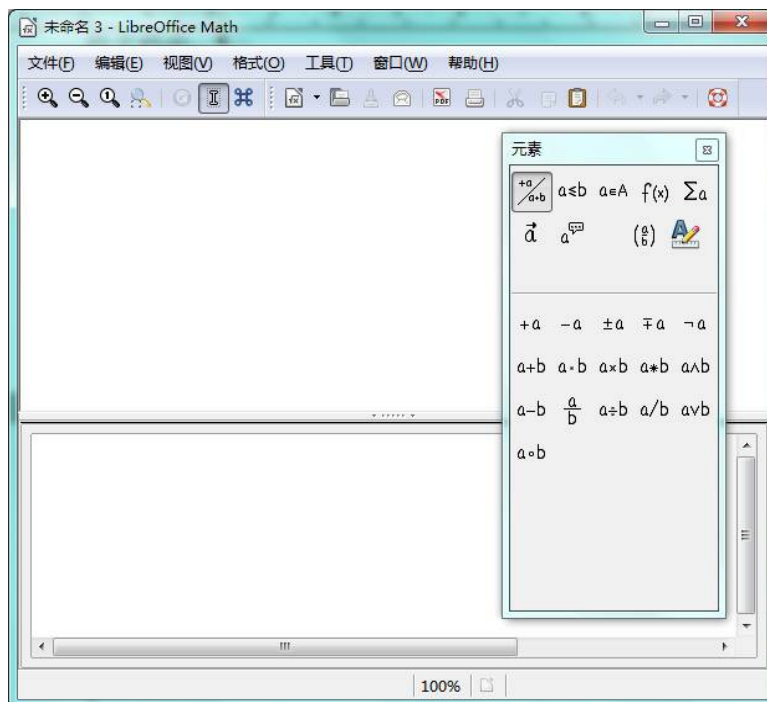 未命名 3 - LibreOffice Math
文件(F) 编辑(E) 视图(V) 格式(O) 工具(T) 窗口(W) 帮助(H)
元素
+a/a+b a≤b a∈A f(x) Σa
a⃗ a (a b)
+a -a ±a ∓a ¬a
a+b a·b a×b a*b a∧b
a-b a/b a÷b a/b a∨b
a∘b
100%